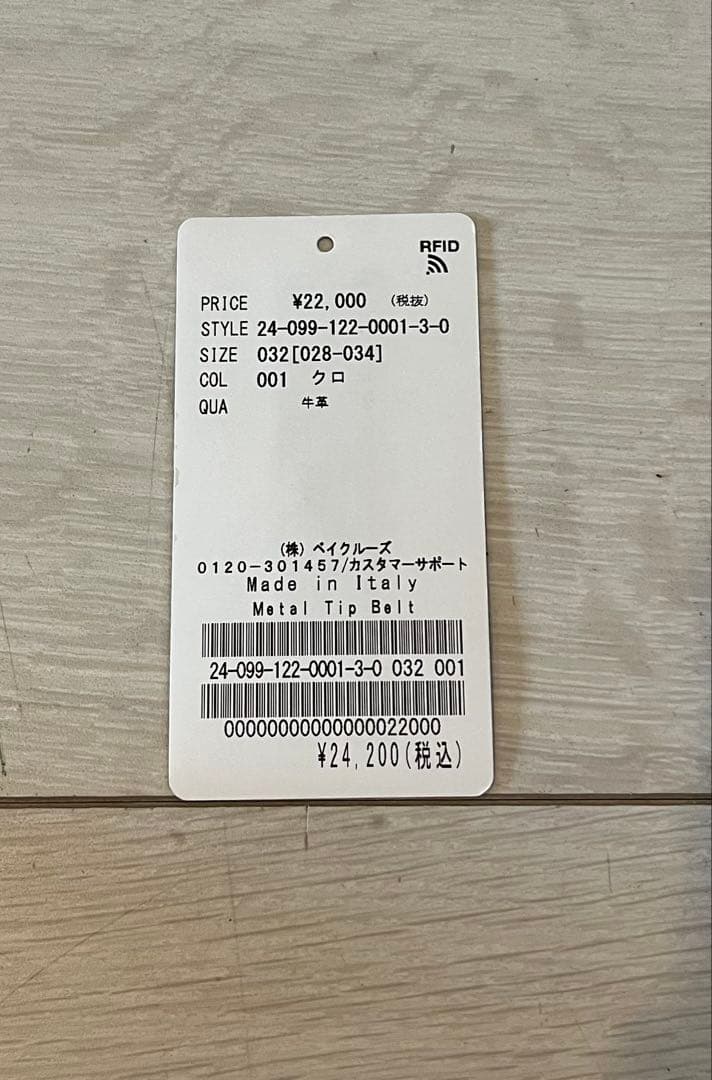 RFID
PRICE ¥22,000 (税抜)
STYLE 24-099-122-0001-3-0
SIZE 032[028-034]
COL 001 クロ
QUA 牛革
(株) ベイクルーズ
0120-301457/カスタマーサポート
Made in Italy
Metal Tip Belt
24-099-122-0001-3-0 032 001
00000000000000022000
¥24,200(税込)